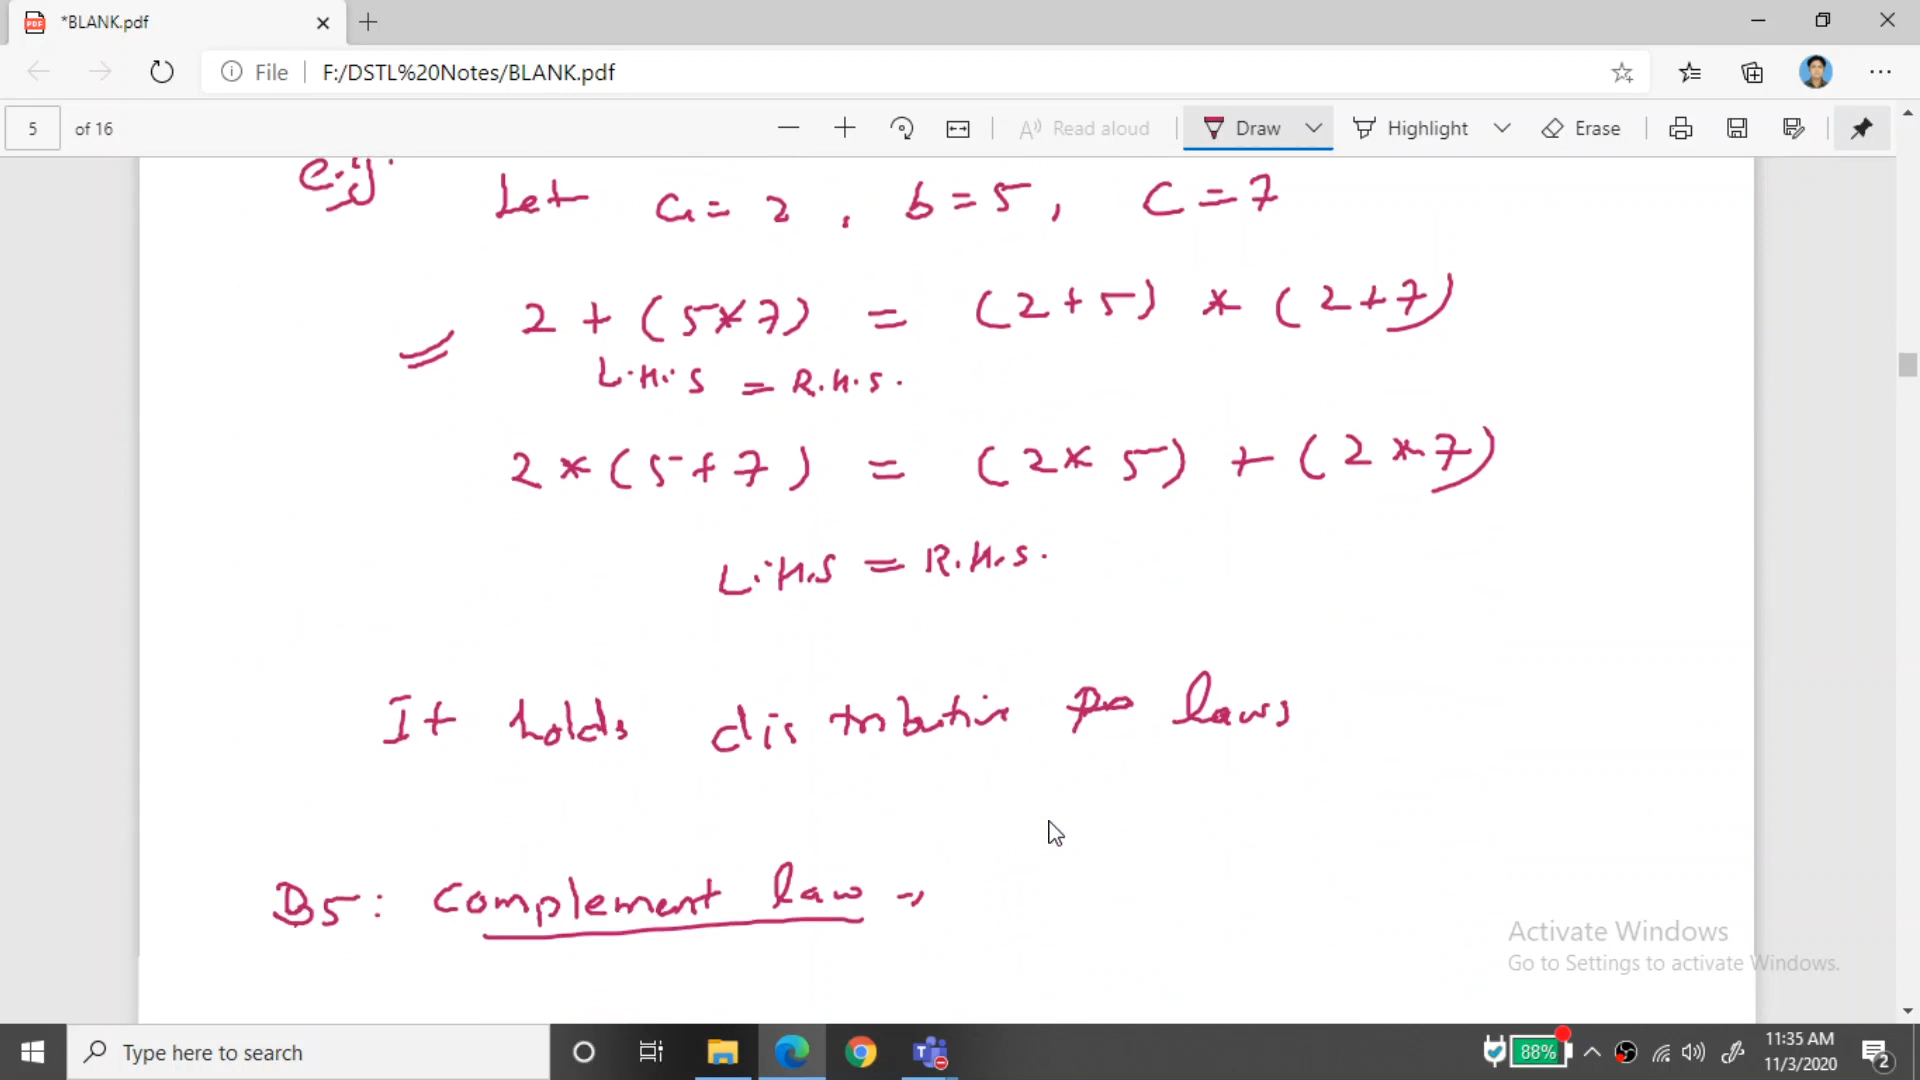 *BLANK.pdf
File F:/DSTL%20Notes/BLANK.pdf
5 of 16 Read aloud Draw Highlight Erase
e.g.
Let a = 2 , b = 5 , c = 7
2 + (5 * 7) = (2 + 5) * (2 + 7)
L.H.S = R.H.S.
2 * (5 + 7) = (2 * 5) + (2 * 7)
L.H.S = R.H.S.
It holds distributive laws
B5: Complement law
Activate Windows
Go to Settings to activate Windows.
Type here to search
88%
11:35 AM
11/3/2020
2